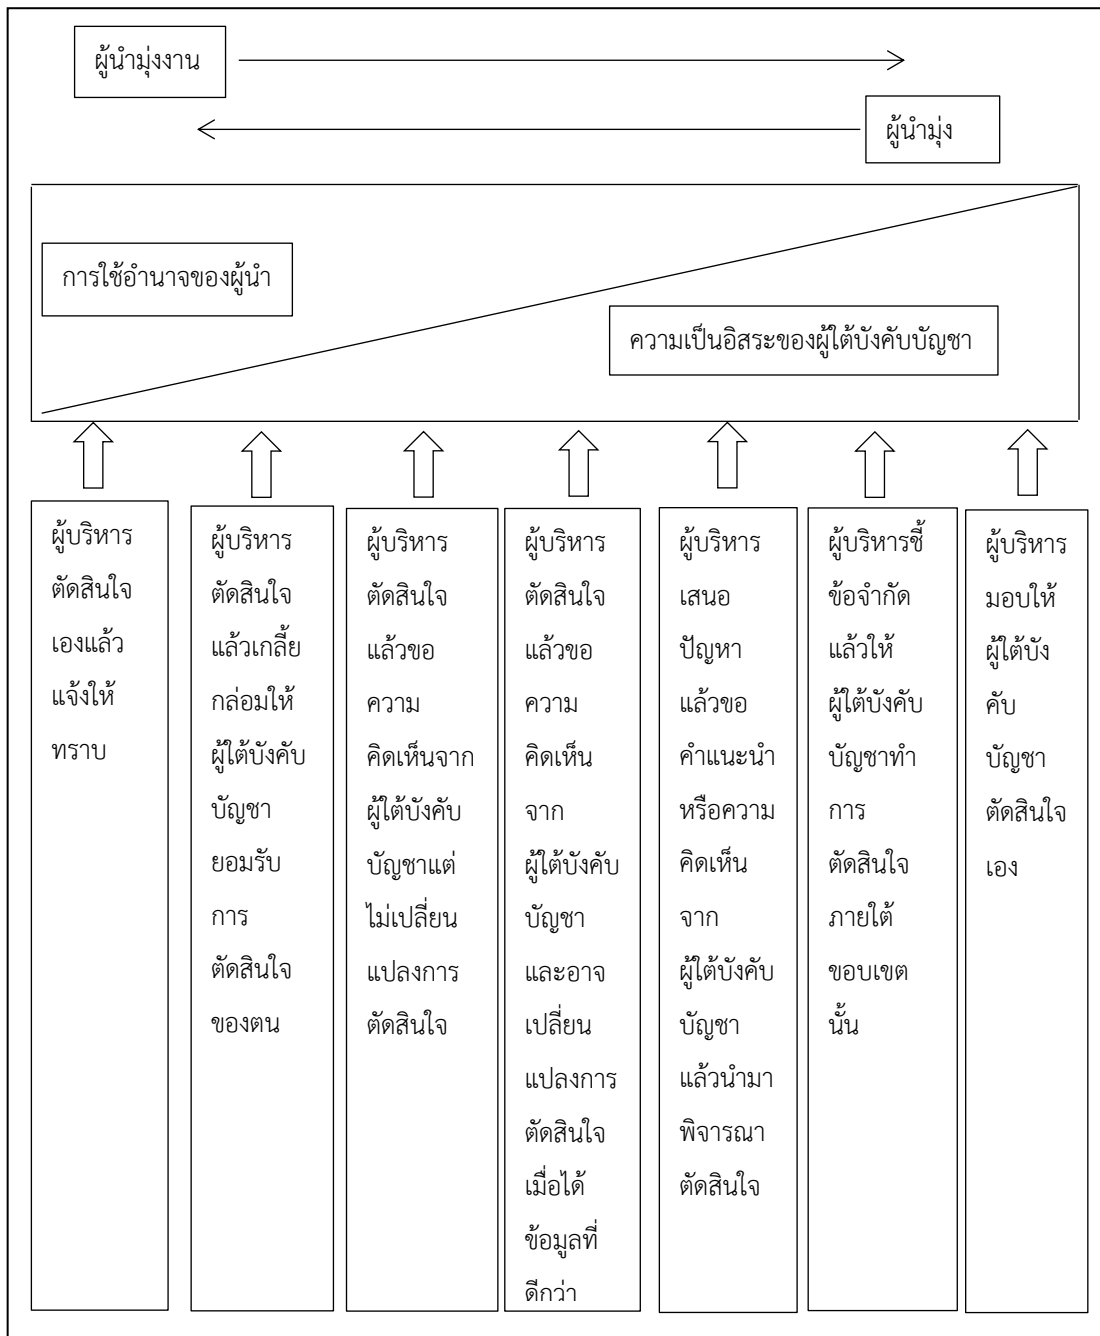 ผู้นำมุ่งงาน
ผู้นำมุ่ง
การใช้อำนาจของผู้นำ
ความเป็นอิสระของผู้ใต้บังคับบัญชา
ผู้บริหาร
ตัดสินใจ
เองแล้ว
แจ้งให้
ทราบ
ผู้บริหาร
ตัดสินใจ
แล้วเกลี้ย
กล่อมให้
ผู้ใต้บังคับ
บัญชา
ยอมรับ
การ
ตัดสินใจ
ของตน
ผู้บริหาร
ตัดสินใจ
แล้วขอ
ความ
คิดเห็นจาก
ผู้ใต้บังคับ
บัญชาแต่
ไม่เปลี่ยน
แปลงการ
ตัดสินใจ
ผู้บริหาร
ตัดสินใจ
แล้วขอ
ความ
คิดเห็น
จาก
ผู้ใต้บังคับ
บัญชา
และอาจ
เปลี่ยน
แปลงการ
ตัดสินใจ
เมื่อได้
ข้อมูลที่
ดีกว่า
ผู้บริหาร
เสนอ
ปัญหา
แล้วขอ
คำแนะนำ
หรือความ
คิดเห็น
จาก
ผู้ใต้บังคับ
บัญชา
แล้วนำมา
พิจารณา
ตัดสินใจ
ผู้บริหารชี้
ข้อจำกัด
แล้วให้
ผู้ใต้บังคับ
บัญชาทำ
การ
ตัดสินใจ
ภายใต้
ขอบเขต
นั้น
ผู้บริหาร
มอบให้
ผู้ใต้บัง
คับ
บัญชา
ตัดสินใจ
เอง